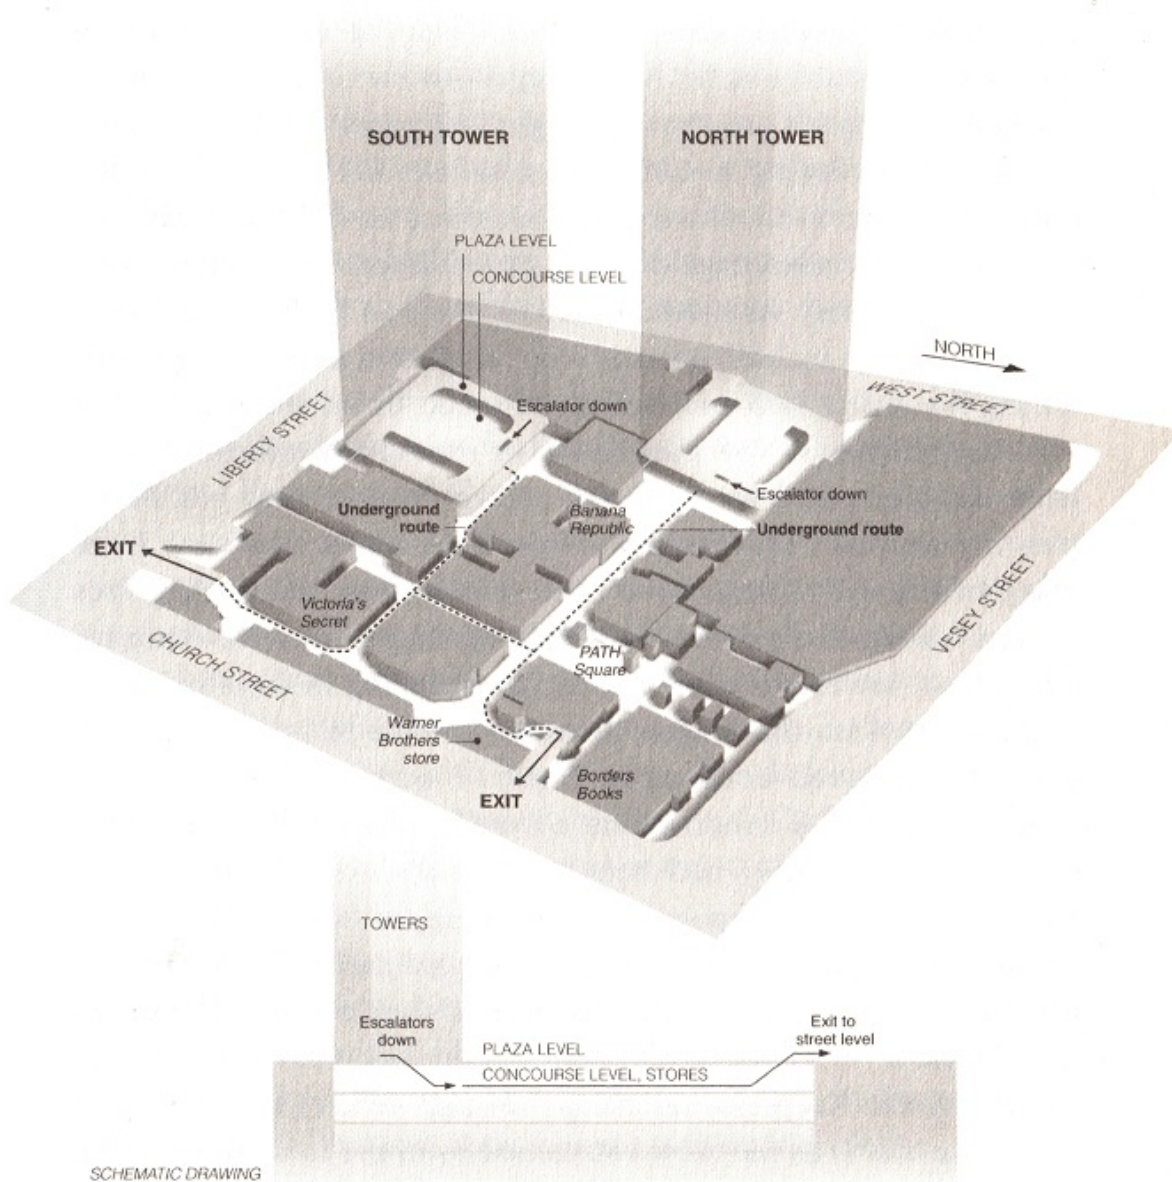 SOUTH TOWER
NORTH TOWER
PLAZA LEVEL
CONCOURSE LEVEL
NORTH
WEST STREET
LIBERTY STREET
Escalator down
Escalator down
Underground
route
Banana
Republic
Underground route
EXIT
Victoria's
Secret
VESEY STREET
CHURCH STREET
PATH
Square
Warner
Brothers
store
EXIT
Borders
Books
TOWERS
Escalators
down
Exit to
street level
PLAZA LEVEL
CONCOURSE LEVEL, STORES
SCHEMATIC DRAWING